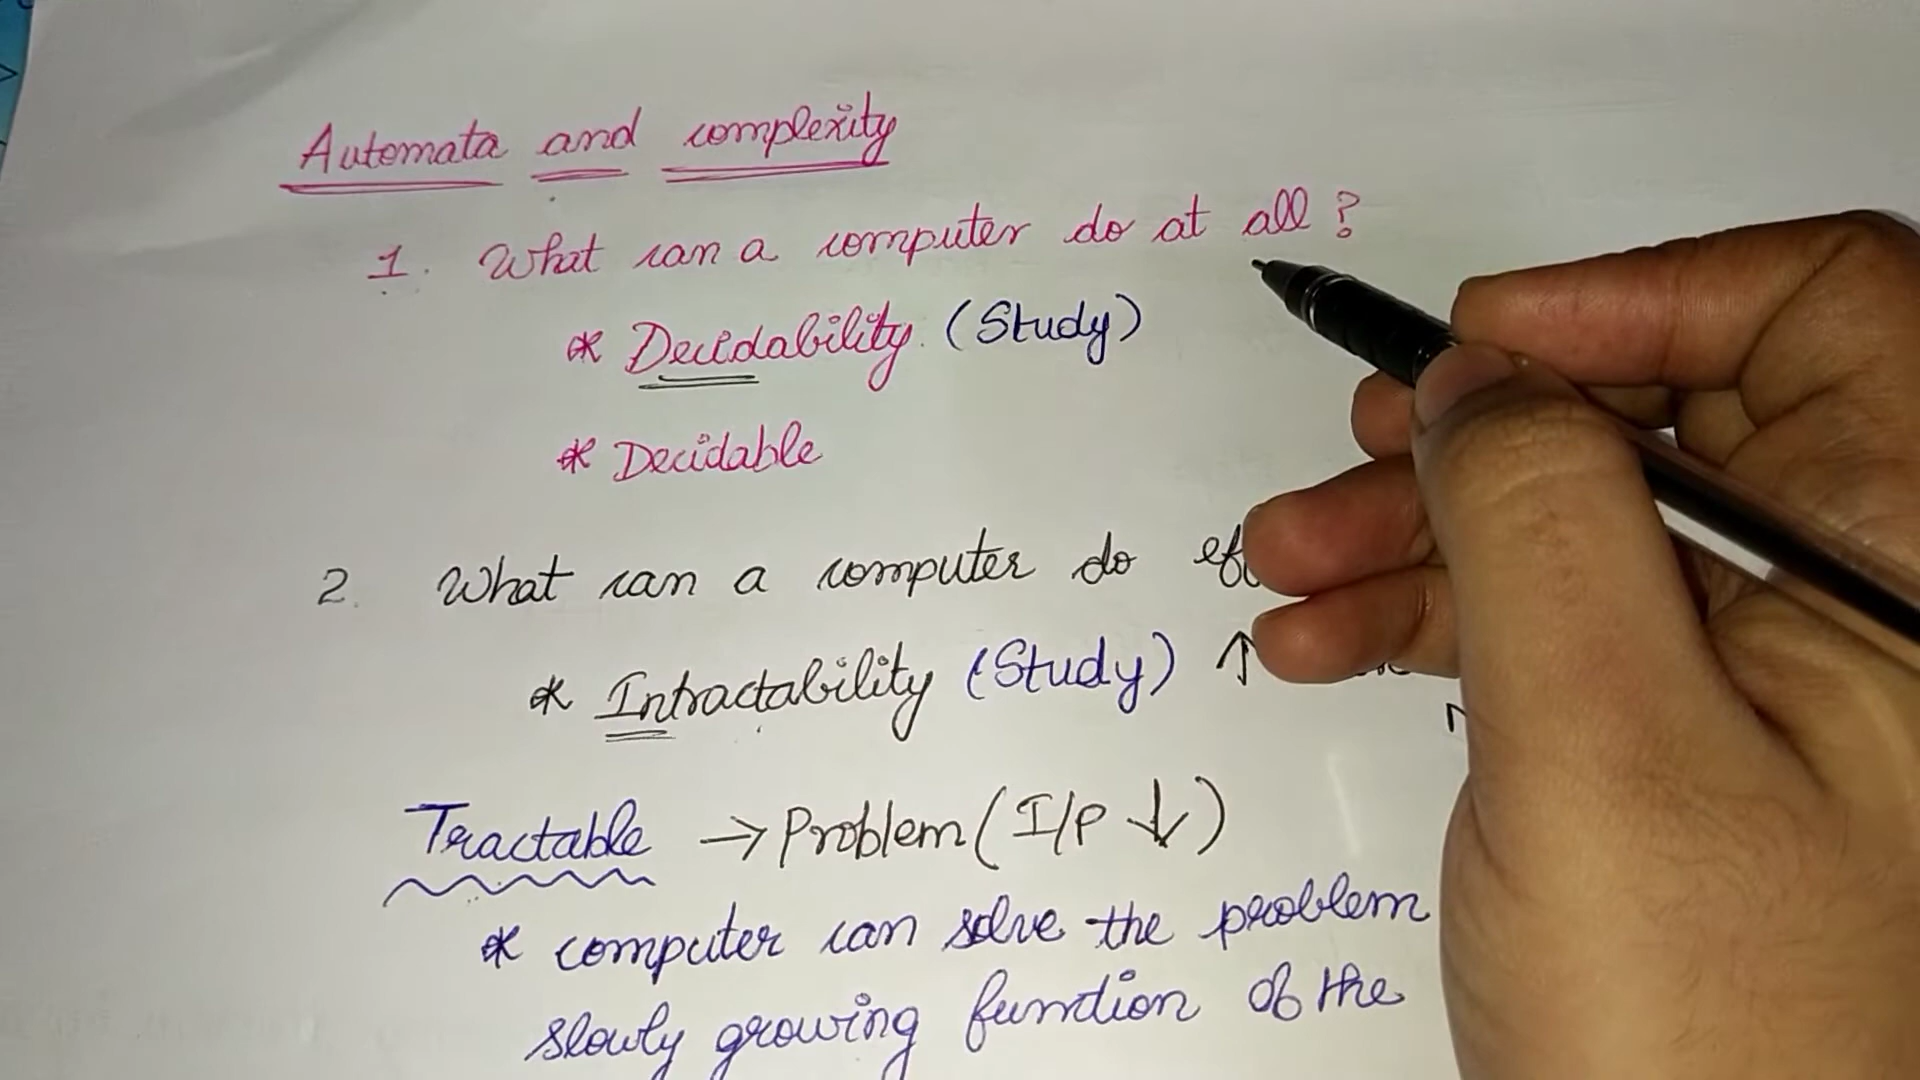 Automata and complexity
1. What can a computer do at all?
* Decidability. (Study)
* Decidable
2. What can a computer do
* Intractability (Study) ↑
Tractable → Problem (I/P ↓)
* computer can solve the problem
slowly growing function of the